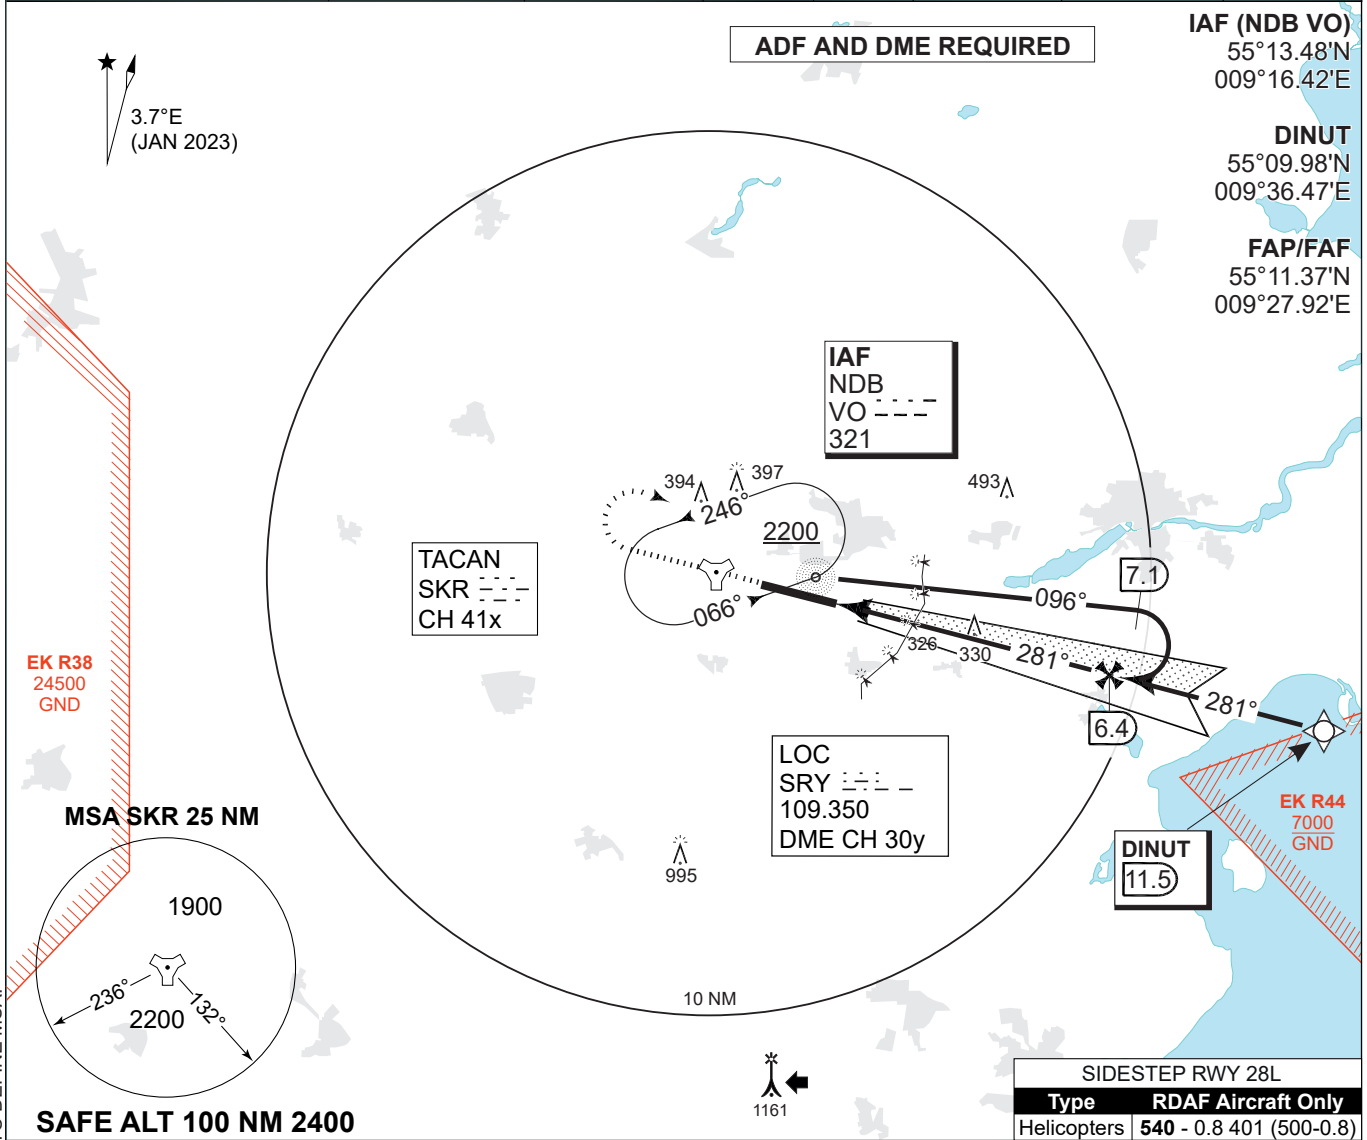 ADF AND DME REQUIRED
IAF (NDB VO)
55°13.48'N
009°16.42'E
DINUT
55°09.98'N
009°36.47'E
FAP/FAF
55°11.37'N
009°27.92'E
3.7°E
(JAN 2023)
IAF
NDB
VO
321
394
397
493
246°
2200
TACAN
SKR
CH 41x
066°
7.1
096°
326
330
281°
281°
6.4
EK R38
24500
GND
LOC
SRY
109.350
DME CH 30y
EK R44
7000
GND
DINUT
11.5
995
MSA SKR 25 NM
1900
236°
132°
2200
10 NM
1161
SAFE ALT 100 NM 2400
SIDESTEP RWY 28L
Type RDAF Aircraft Only
Helicopters 540 - 0.8 401 (500-0.8)